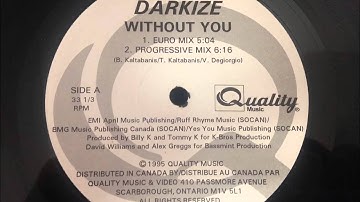 DARKIZE
WITHOUT YOU
1. EURO MIX 5:04
2. PROGRESSIVE MIX 6:16
(B. Kaltabanis/T. Kaltabanis/V. Degiorgio)
SIDE A
33 1/3
RPM
Quality
Music
EMI April Music Publishing/Ruff Rhyme Music (SOCAN)/
BMG Music Publishing Canada (SOCAN)/Yes You Music Publishing (SOCAN)
Produced by Billy K and Tommy K for K-Bros Production
David Williams and Alex Greggs for Bassmint Production
©1995 QUALITY MUSIC
DISTRIBUTED IN CANADA BY/DISTRIBUÉ AU CANADA PAR
QUALITY MUSIC & VIDEO 410 PASSMORE AVENUE
SCARBOROUGH, ONTARIO M1V 5L1